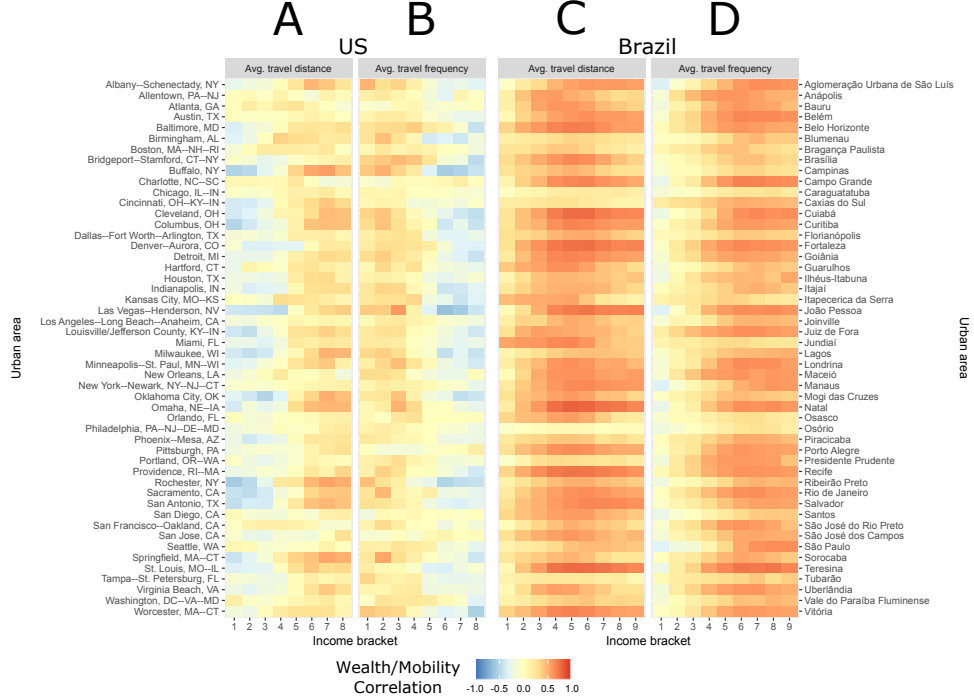 A B C D
US Brazil
Avg. travel distance Avg. travel frequency Avg. travel distance Avg. travel frequency
Albany--Schenectady, NY Aglomeração Urbana de São Luís
Allentown, PA--NJ Anápolis
Atlanta, GA Bauru
Austin, TX Belém
Baltimore, MD Belo Horizonte
Birmingham, AL Blumenau
Boston, MA--NH--RI Bragança Paulista
Bridgeport--Stamford, CT--NY Brasília
Buffalo, NY Campinas
Charlotte, NC--SC Campo Grande
Chicago, IL--IN Caraguatatuba
Cincinnati, OH--KY--IN Caxias do Sul
Cleveland, OH Cuiabá
Columbus, OH Curitiba
Dallas--Fort Worth--Arlington, TX Florianópolis
Denver--Aurora, CO Fortaleza
Detroit, MI Goiânia
Hartford, CT Guarulhos
Houston, TX Ilhéus-Itabuna
Indianapolis, IN Itajaí
Kansas City, MO--KS Itapecerica da Serra
Las Vegas--Henderson, NV João Pessoa
Los Angeles--Long Beach--Anaheim, CA Joinville
Louisville/Jefferson County, KY--IN Juiz de Fora
Miami, FL Jundiaí
Milwaukee, WI Lagos
Minneapolis--St. Paul, MN--WI Londrina
New Orleans, LA Maceió
New York--Newark, NY--NJ--CT Manaus
Oklahoma City, OK Mogi das Cruzes
Omaha, NE--IA Natal
Orlando, FL Osasco
Philadelphia, PA--NJ--DE--MD Osório
Phoenix--Mesa, AZ Piracicaba
Pittsburgh, PA Porto Alegre
Portland, OR--WA Presidente Prudente
Providence, RI--MA Recife
Rochester, NY Ribeirão Preto
Sacramento, CA Rio de Janeiro
San Antonio, TX Salvador
San Diego, CA Santos
San Francisco--Oakland, CA São José do Rio Preto
San Jose, CA São José dos Campos
Seattle, WA São Paulo
Springfield, MA--CT Sorocaba
St. Louis, MO--IL Teresina
Tampa--St. Petersburg, FL Tubarão
Virginia Beach, VA Uberlândia
Washington, DC--VA--MD Vale do Paraíba Fluminense
Worcester, MA--CT Vitória
Urban area
Urban area
1 2 3 4 5 6 7 8 1 2 3 4 5 6 7 8 1 2 3 4 5 6 7 8 9 1 2 3 4 5 6 7 8 9
Income bracket Income bracket
Wealth/Mobility
Correlation
-1.0 -0.5 0.0 0.5 1.0